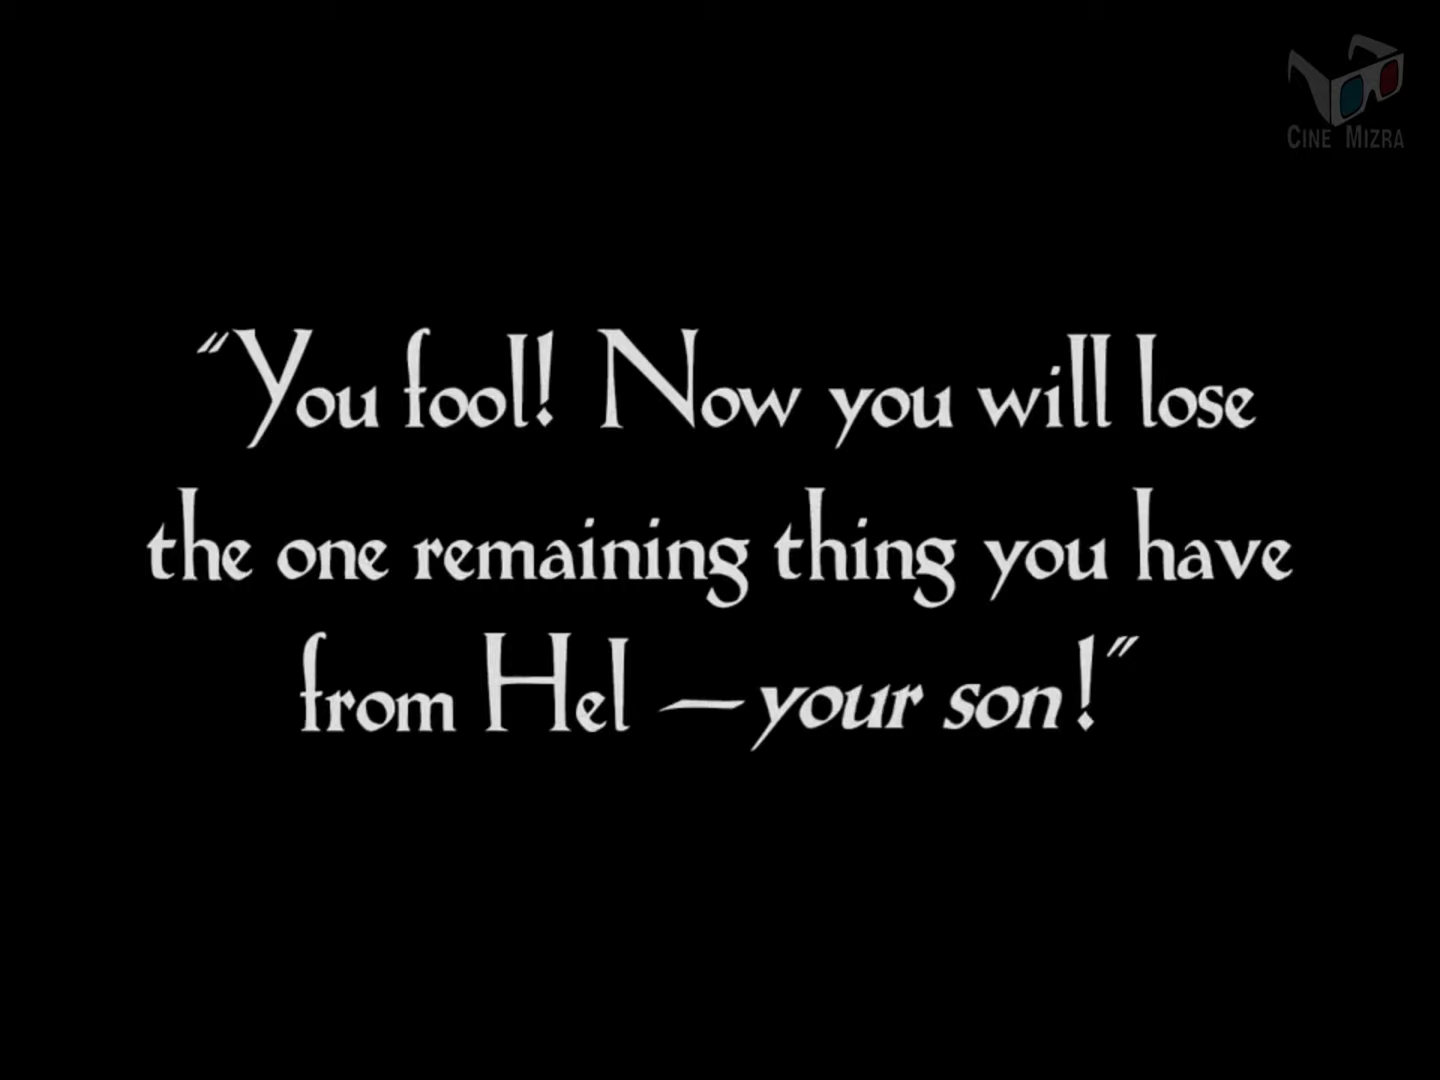 CINE MIZRA
“You fool! Now you will lose
the one remaining thing you have
from Hel — your son!”